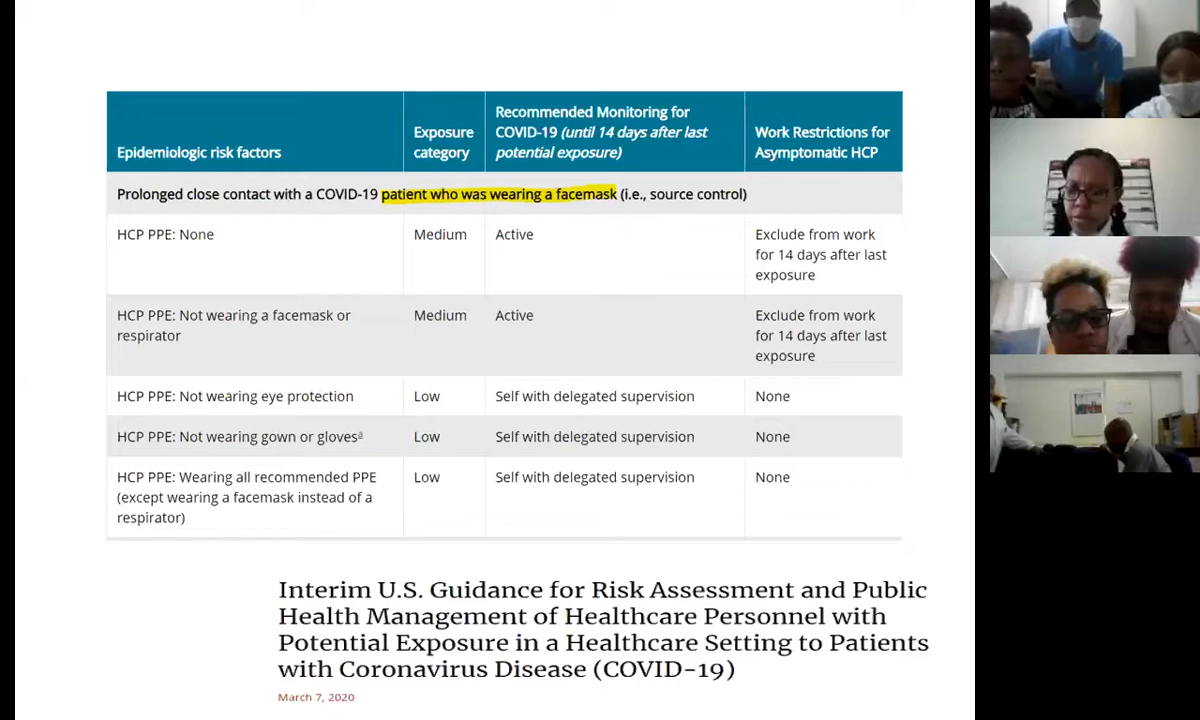 Epidemiologic risk factors
Exposure
category
Recommended Monitoring for
COVID-19 (until 14 days after last
potential exposure)
Work Restrictions for
Asymptomatic HCP
Prolonged close contact with a COVID-19 patient who was wearing a facemask (i.e., source control)
HCP PPE: None
Medium
Active
Exclude from work
for 14 days after last
exposure
HCP PPE: Not wearing a facemask or
respirator
Medium
Active
Exclude from work
for 14 days after last
exposure
HCP PPE: Not wearing eye protection
Low
Self with delegated supervision
None
HCP PPE: Not wearing gown or glovesª
Low
Self with delegated supervision
None
HCP PPE: Wearing all recommended PPE
(except wearing a facemask instead of a
respirator)
Low
Self with delegated supervision
None
Interim U.S. Guidance for Risk Assessment and Public
Health Management of Healthcare Personnel with
Potential Exposure in a Healthcare Setting to Patients
with Coronavirus Disease (COVID-19)
March 7, 2020